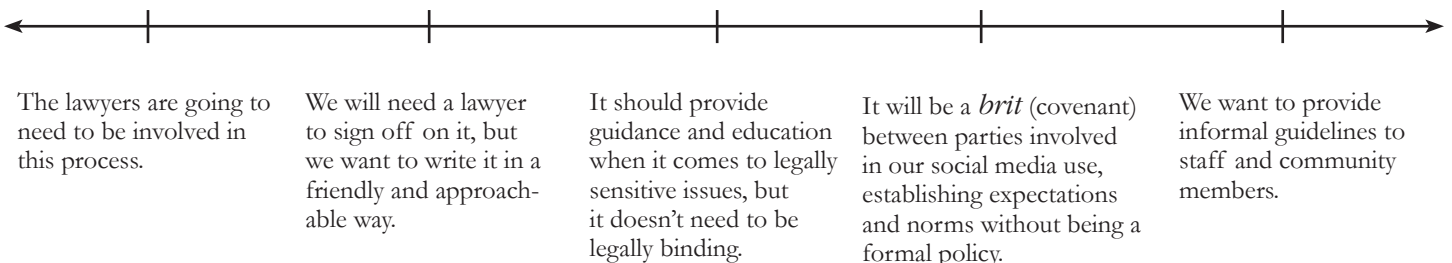 The lawyers are going to
need to be involved in
this process.
We will need a lawyer
to sign off on it, but
we want to write it in a
friendly and approach-
able way.
It should provide
guidance and education
when it comes to legally
sensitive issues, but
it doesn’t need to be
legally binding.
It will be a brit (covenant)
between parties involved
in our social media use,
establishing expectations
and norms without being a
formal policy.
We want to provide
informal guidelines to
staff and community
members.